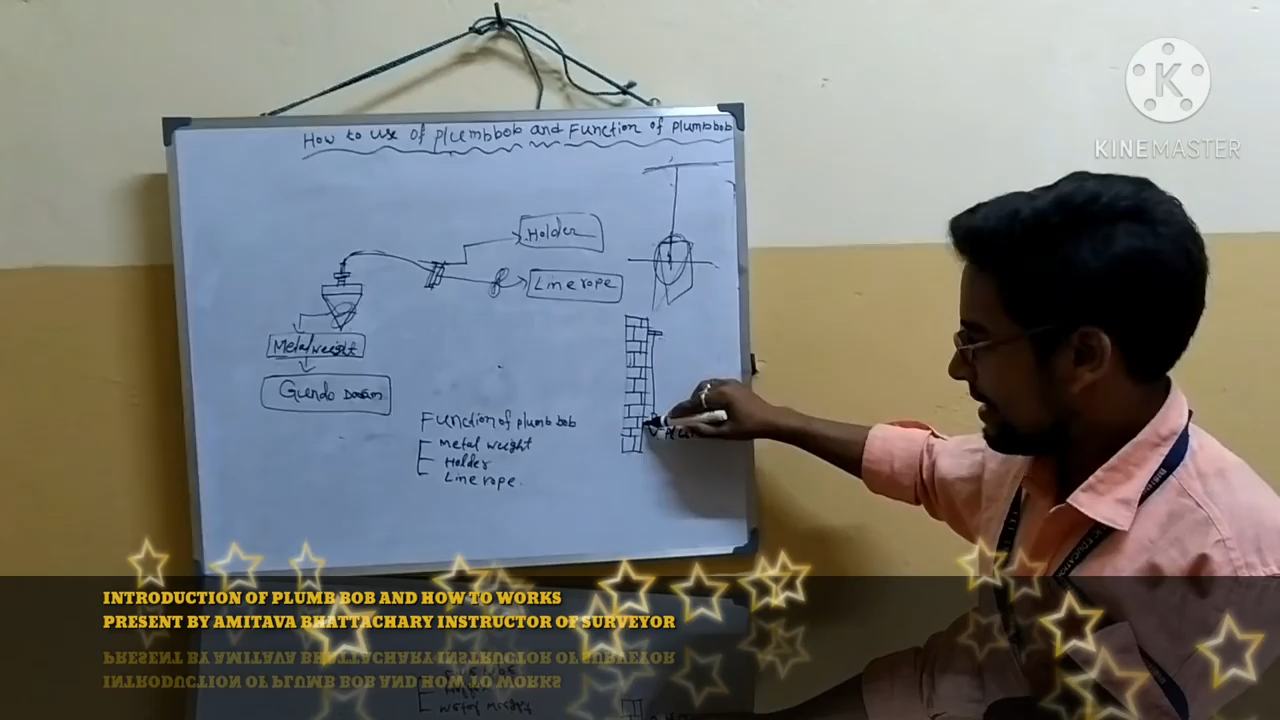 How to use of plumbbob and Function of plumbbob
Holder
Line rope
Metal weight
Function of plumb bob
Metal weight
Holder
Line rope.
KINEMASTER
INTRODUCTION OF PLUMB BOB AND HOW TO WORKS
PRESENT BY AMITAVA BHATTACHARY INSTRUCTOR OF SURVEYOR